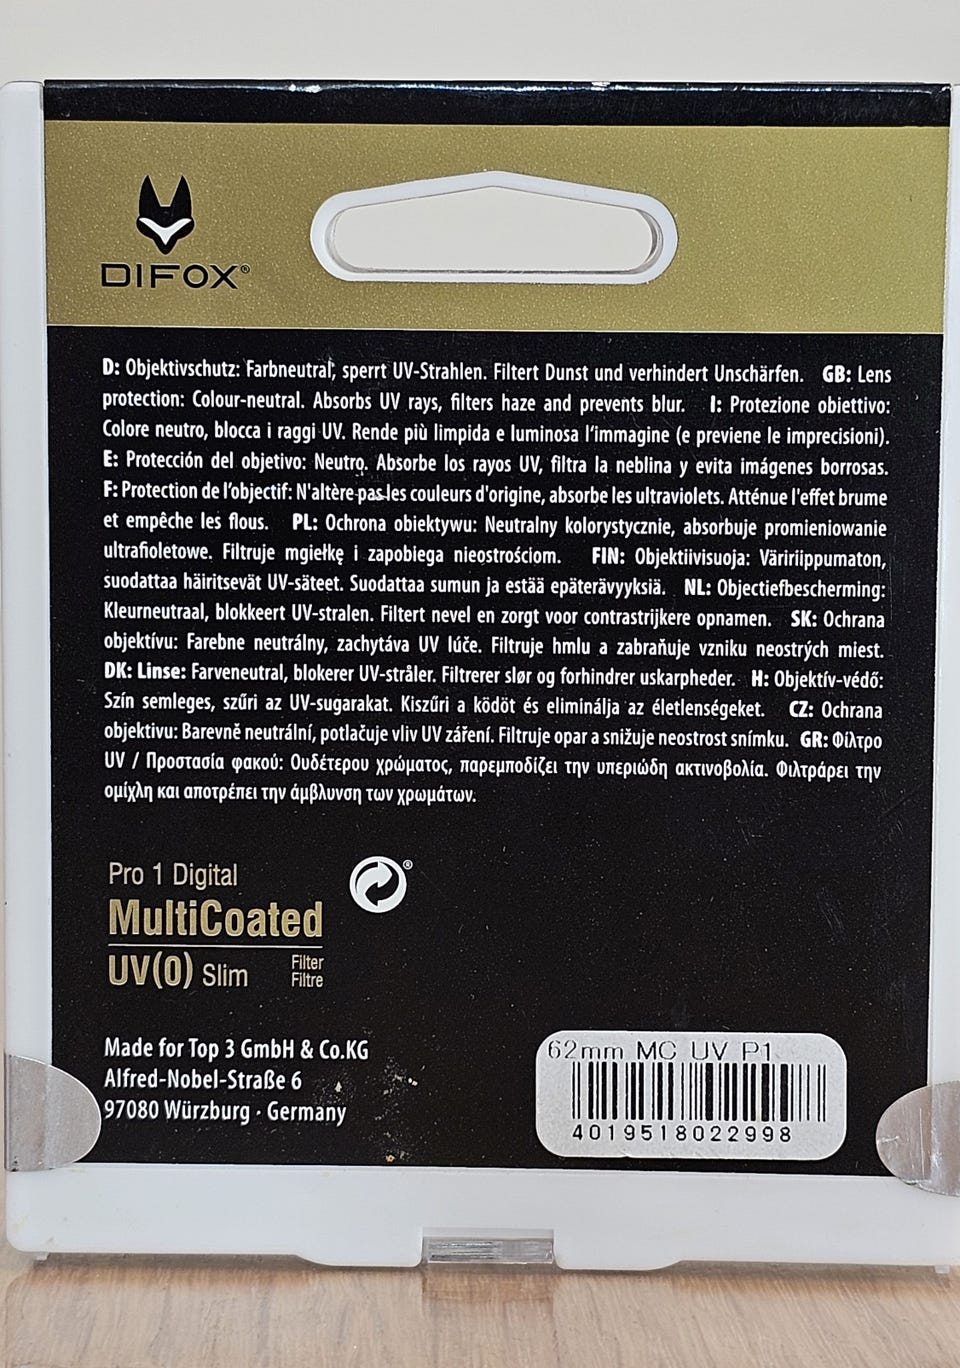 DIFOX®
D: Objektivschutz: Farbneutral, sperrt UV-Strahlen. Filtert Dunst und verhindert Unschärfen. GB: Lens
protection: Colour-neutral. Absorbs UV rays, filters haze and prevents blur. I: Protezione obiettivo:
Colore neutro, blocca i raggi UV. Rende più limpida e luminosa l‘immagine (e previene le imprecisioni).
E: Protección del objetivo: Neutro. Absorbe los rayos UV, filtra la neblina y evita imágenes borrosas.
F: Protection de l'objectif: N'altère pas les couleurs d'origine, absorbe les ultraviolets. Atténue l'effet brume
et empêche les flous. PL: Ochrona obiektywu: Neutralny kolorystycznie, absorbuje promieniowanie
ultrafioletowe. Filtruje mgiełkę i zapobiega nieostrościom. FIN: Objektiivisuoja: Väririippumaton,
suodattaa häiritsevät UV-säteet. Suodattaa sumun ja estää epäterävyyksiä. NL: Objectiefbescherming:
Kleurneutraal, blokkeert UV-stralen. Filtert nevel en zorgt voor contrastrijkere opnamen. SK: Ochrana
objektívu: Farebne neutrálny, zachytáva UV lúče. Filtruje hmlu a zabraňuje vzniku neostrých miest.
DK: Linse: Farveneutral, blokerer UV-stråler. Filtrerer slør og forhindrer uskarpheder. H: Objektív-védő:
Szín semleges, szűri az UV-sugarakat. Kiszűri a ködöt és eliminálja az életlenségeket. CZ: Ochrana
objektivu: Barevně neutrální, potlačuje vliv UV záření. Filtruje opar a snižuje neostrost snímku. GR: Φίλτρο
UV / Προστασία φακού: Ουδέτερου χρώματος, παρεμποδίζει την υπεριώδη ακτινοβολία. Φιλτράρει την
ομίχλη και αποτρέπει την άμβλυνση των χρωμάτων.
Pro 1 Digital
MultiCoated
UV(0) Slim Filter
Filtre
Made for Top 3 GmbH & Co.KG
Alfred-Nobel-Straße 6
97080 Würzburg · Germany
62mm MC UV P1
4019518022998